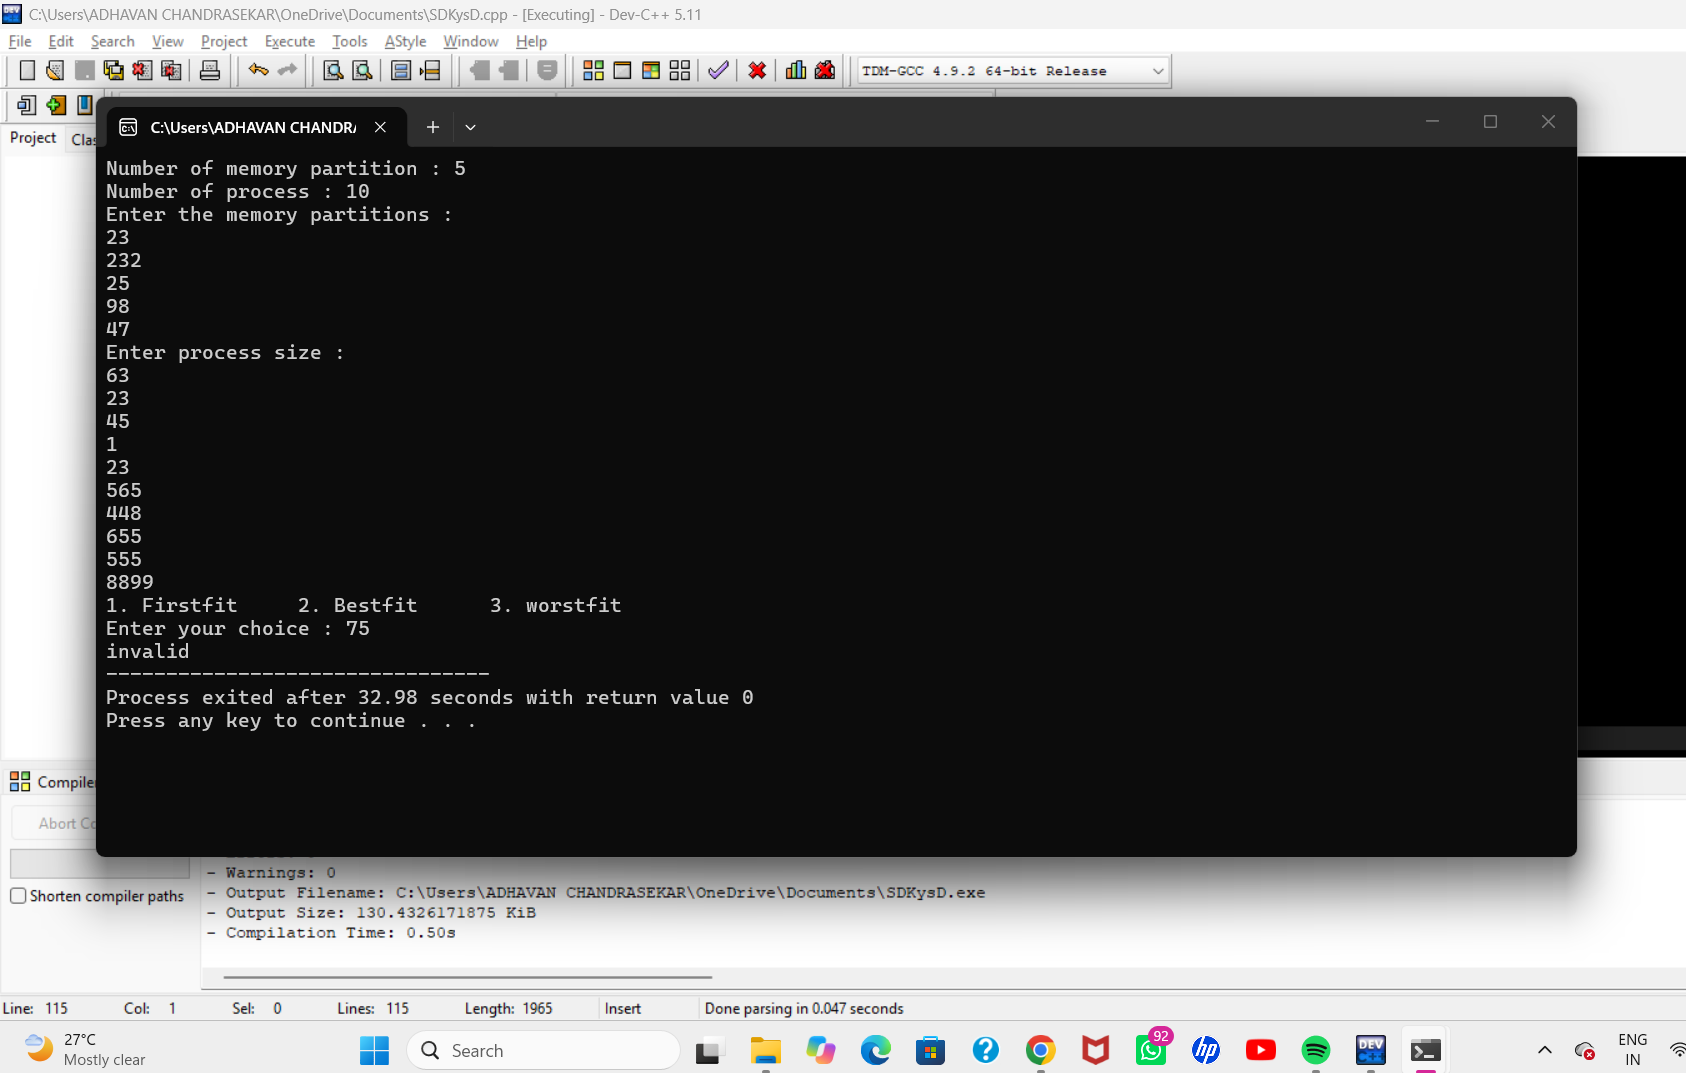 C:\Users\ADHAVAN CHANDRASEKAR\OneDrive\Documents\SDKysD.cpp - [Executing] - Dev-C++ 5.11
File Edit Search View Project Execute Tools AStyle Window Help
TDM-GCC 4.9.2 64-bit Release
Project Clas
C:\Users\ADHAVAN CHANDRA
Number of memory partition : 5
Number of process : 10
Enter the memory partitions :
23
232
25
98
47
Enter process size :
63
23
45
1
23
565
448
655
555
8899
1. Firstfit     2. Bestfit      3. worstfit
Enter your choice : 75
invalid
--------------------------------
Process exited after 32.98 seconds with return value 0
Press any key to continue . . .
Compiler
Abort Co
Shorten compiler paths
- Warnings: 0
- Output Filename: C:\Users\ADHAVAN CHANDRASEKAR\OneDrive\Documents\SDKysD.exe
- Output Size: 130.4326171875 KiB
- Compilation Time: 0.50s
Line: 115 Col: 1 Sel: 0 Lines: 115 Length: 1965 Insert Done parsing in 0.047 seconds
27°C
Mostly clear
Search
92
hp
DEV
C++
ENG
IN